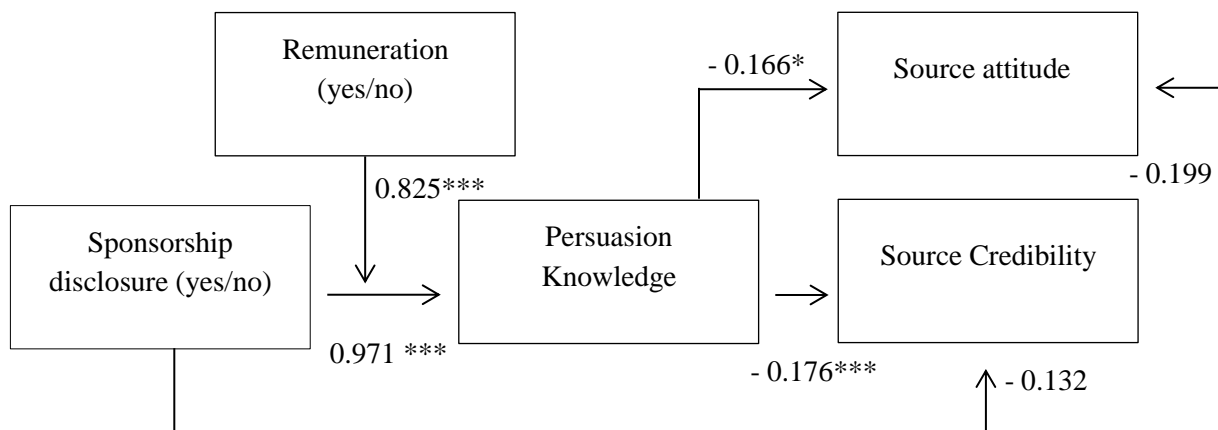 Remuneration
(yes/no)
- 0.166*
Source attitude
0.825***
- 0.199
Sponsorship
disclosure (yes/no)
Persuasion
Knowledge
Source Credibility
0.971 ***
- 0.176***
- 0.132